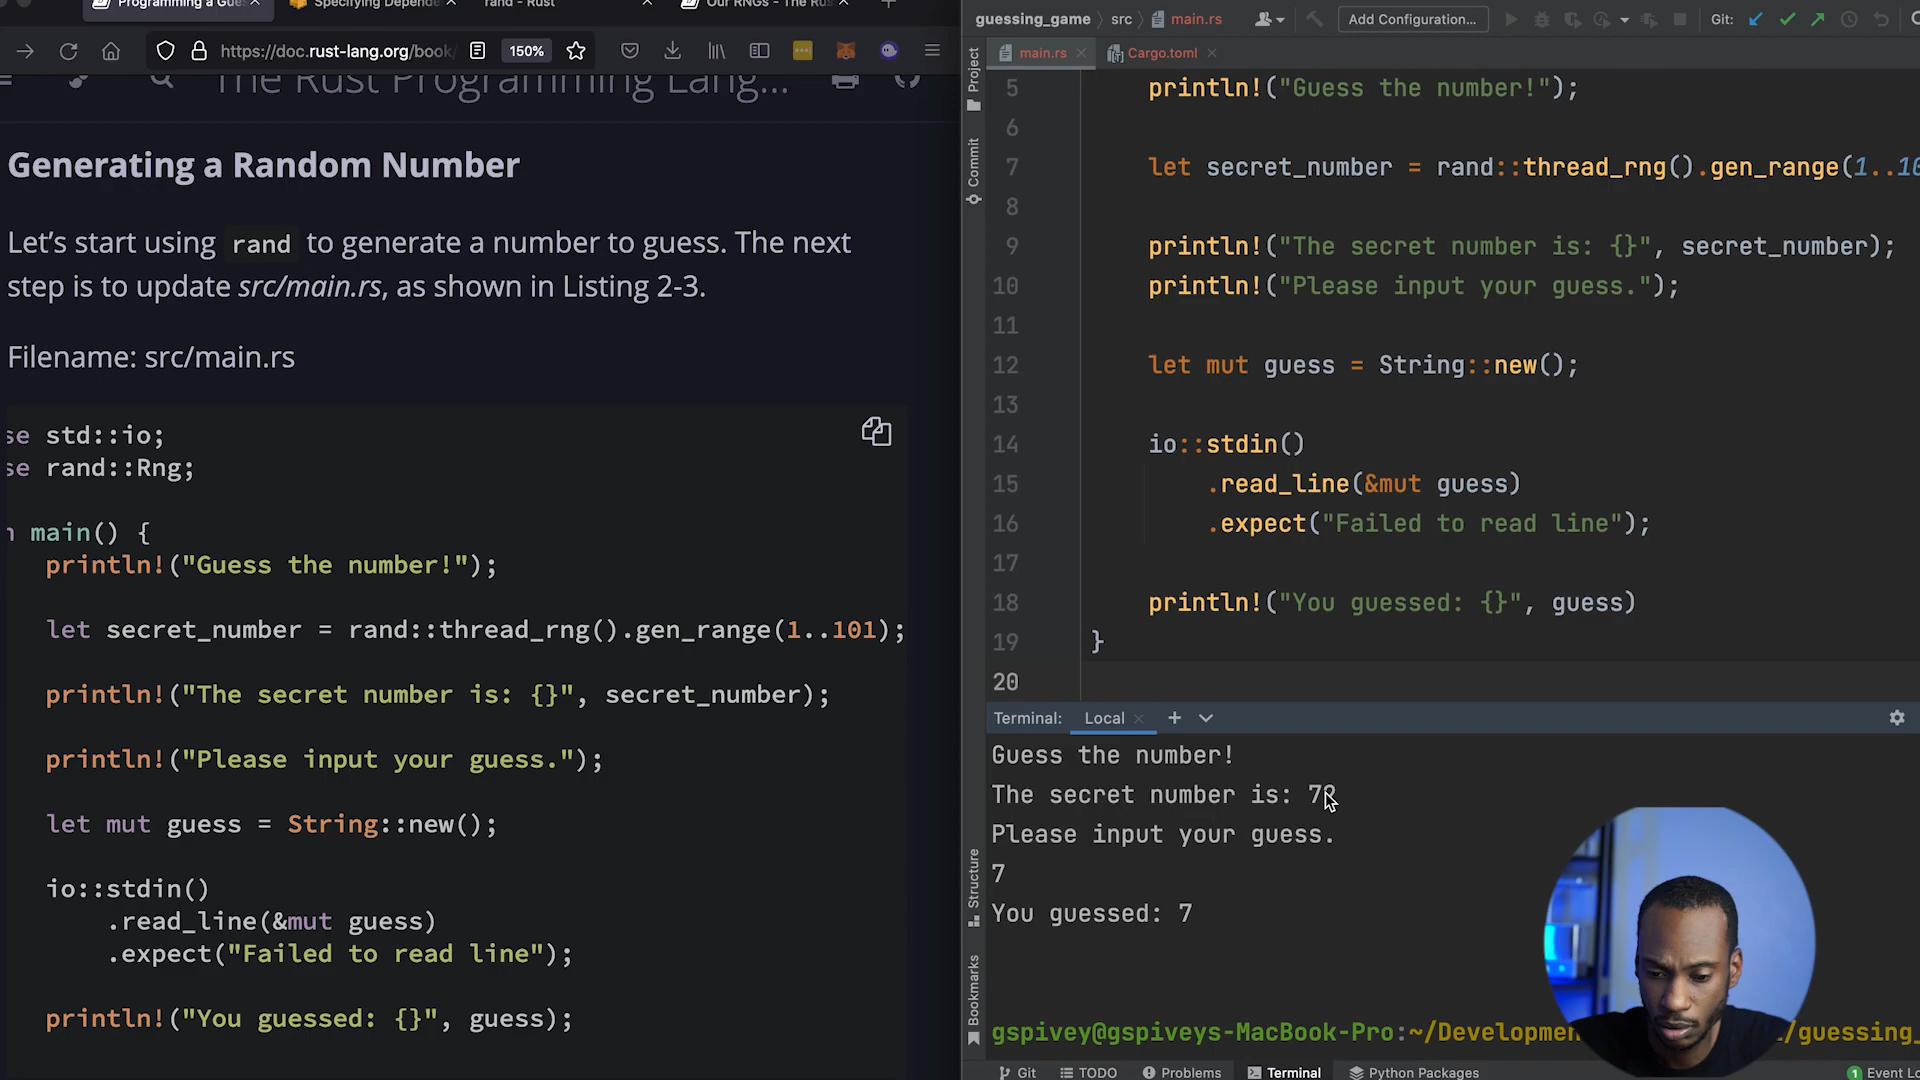 Programming a Gues
Specifying Depende
rand - Rust
Our RNGs - The Rus
https://doc.rust-lang.org/book/
150%
The Rust Programming Lang...
Generating a Random Number
Let’s start using rand to generate a number to guess. The next
step is to update src/main.rs, as shown in Listing 2-3.
Filename: src/main.rs
se std::io;
se rand::Rng;
n main() {
println!("Guess the number!");
let secret_number = rand::thread_rng().gen_range(1..101);
println!("The secret number is: {}", secret_number);
println!("Please input your guess.");
let mut guess = String::new();
io::stdin()
.read_line(&mut guess)
.expect("Failed to read line");
println!("You guessed: {}", guess);
guessing_game
src
main.rs
Add Configuration...
Git:
main.rs
Cargo.toml
Project
Commit
Structure
Bookmarks
5 println!("Guess the number!");
6
7 let secret_number = rand::thread_rng().gen_range(1..10
8
9 println!("The secret number is: {}", secret_number);
10 println!("Please input your guess.");
11
12 let mut guess = String::new();
13
14 io::stdin()
15 .read_line(&mut guess)
16 .expect("Failed to read line");
17
18 println!("You guessed: {}", guess)
19 }
20
Terminal: Local
Guess the number!
The secret number is:
Please input your guess.
7
You guessed: 7
gspivey@gspiveys-MacBook-Pro:~/Developmen
/guessing_
Git
TODO
Problems
Terminal
Python Packages
1 Event Lo